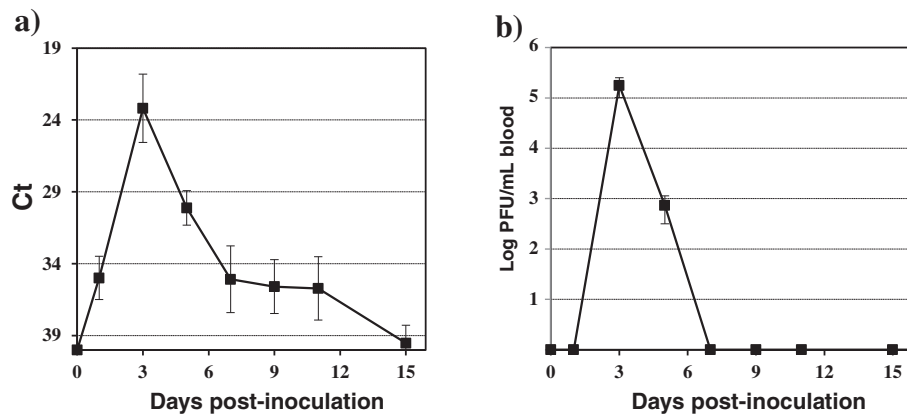 a)
19
24
29
34
39
Ct
0 3 6 9 12 15
Days post-inoculation
b)
6
5
4
3
2
1
Log PFU/mL blood
0 3 6 9 12 15
Days post-inoculation